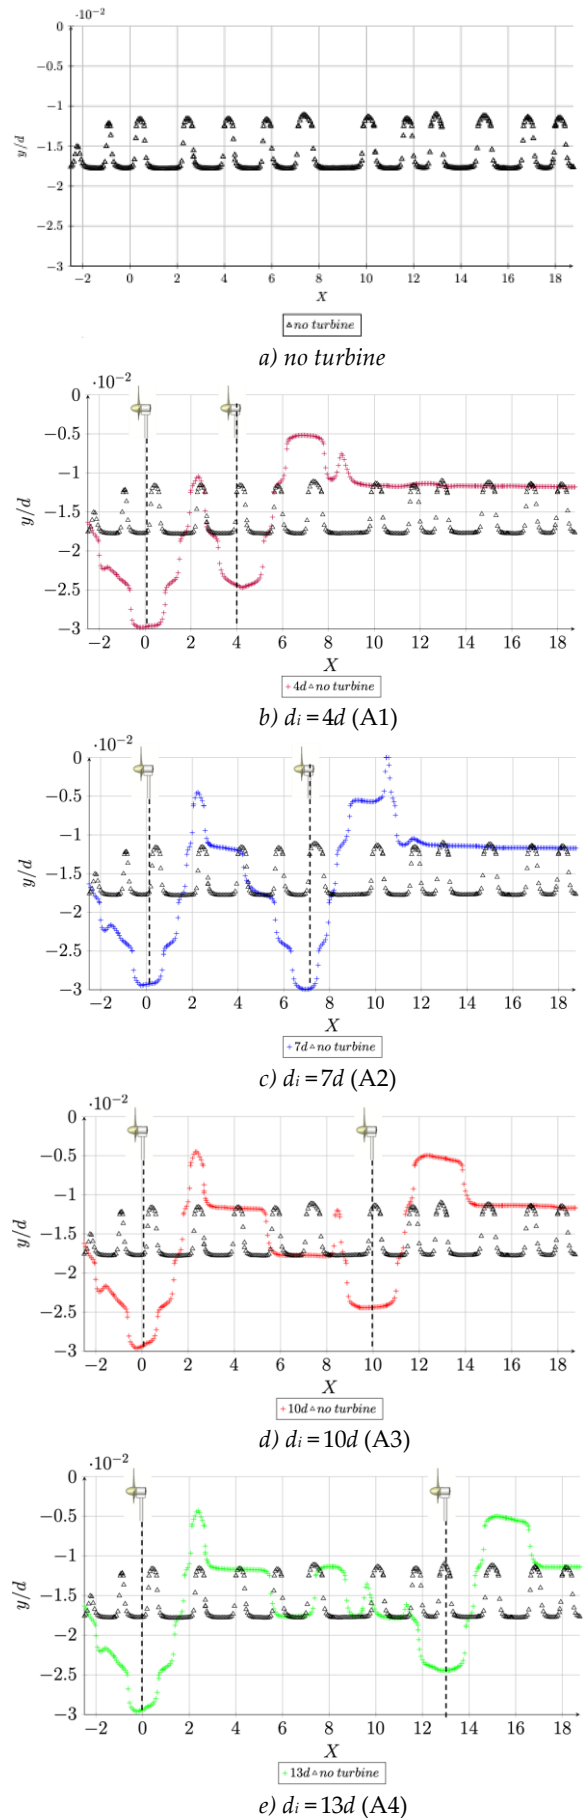 ·10⁻²
0
−0.5
−1
−1.5
−2
−2.5
−3
y/d
−2 0 2 4 6 8 10 12 14 16 18
X
△ no turbine
a) no turbine
·10⁻²
0
−0.5
−1
−1.5
−2
−2.5
−3
y/d
−2 0 2 4 6 8 10 12 14 16 18
X
+ 4d △ no turbine
b) di = 4d (A1)
·10⁻²
0
−0.5
−1
−1.5
−2
−2.5
−3
y/d
−2 0 2 4 6 8 10 12 14 16 18
X
+ 7d △ no turbine
c) di = 7d (A2)
·10⁻²
0
−0.5
−1
−1.5
−2
−2.5
−3
y/d
−2 0 2 4 6 8 10 12 14 16 18
X
+ 10d △ no turbine
d) di = 10d (A3)
·10⁻²
0
−0.5
−1
−1.5
−2
−2.5
−3
y/d
−2 0 2 4 6 8 10 12 14 16 18
X
+ 13d △ no turbine
e) di = 13d (A4)